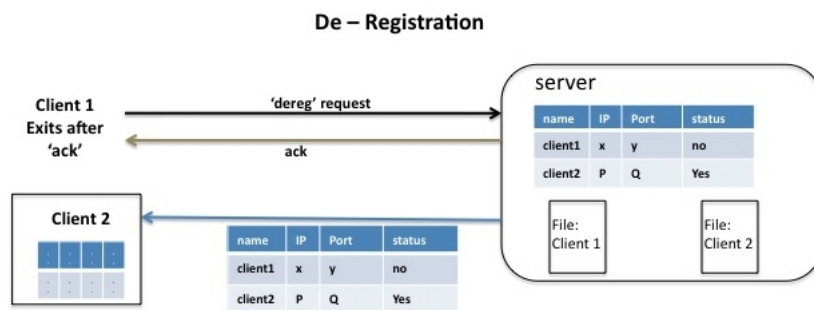 De – Registration
Client 1
Exits after
‘ack’
‘dereg’ request
ack
server
name IP Port status
client1 x y no
client2 P Q Yes
File:
Client 1
File:
Client 2
Client 2
: : : :
: : : :
name IP Port status
client1 x y no
client2 P Q Yes